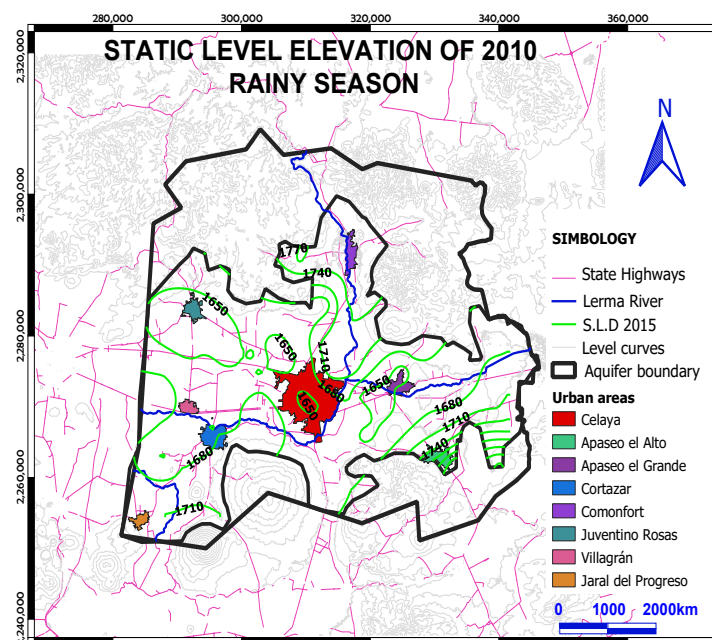 280,000 300,000 320,000 340,000 360,000
STATIC LEVEL ELEVATION OF 2010
RAINY SEASON
2,320,000
2,300,000
2,280,000
2,260,000
2,240,000
N
1770
1740
1650
1650
1710
1680
1650
1650
1680
1710
1740
1680
1710
SIMBOLOGY
State Highways
Lerma River
S.L.D 2015
Level curves
Aquifer boundary
Urban areas
Celaya
Apaseo el Alto
Apaseo el Grande
Cortazar
Comonfort
Juventino Rosas
Villagrán
Jaral del Progreso
0 1000 2000km